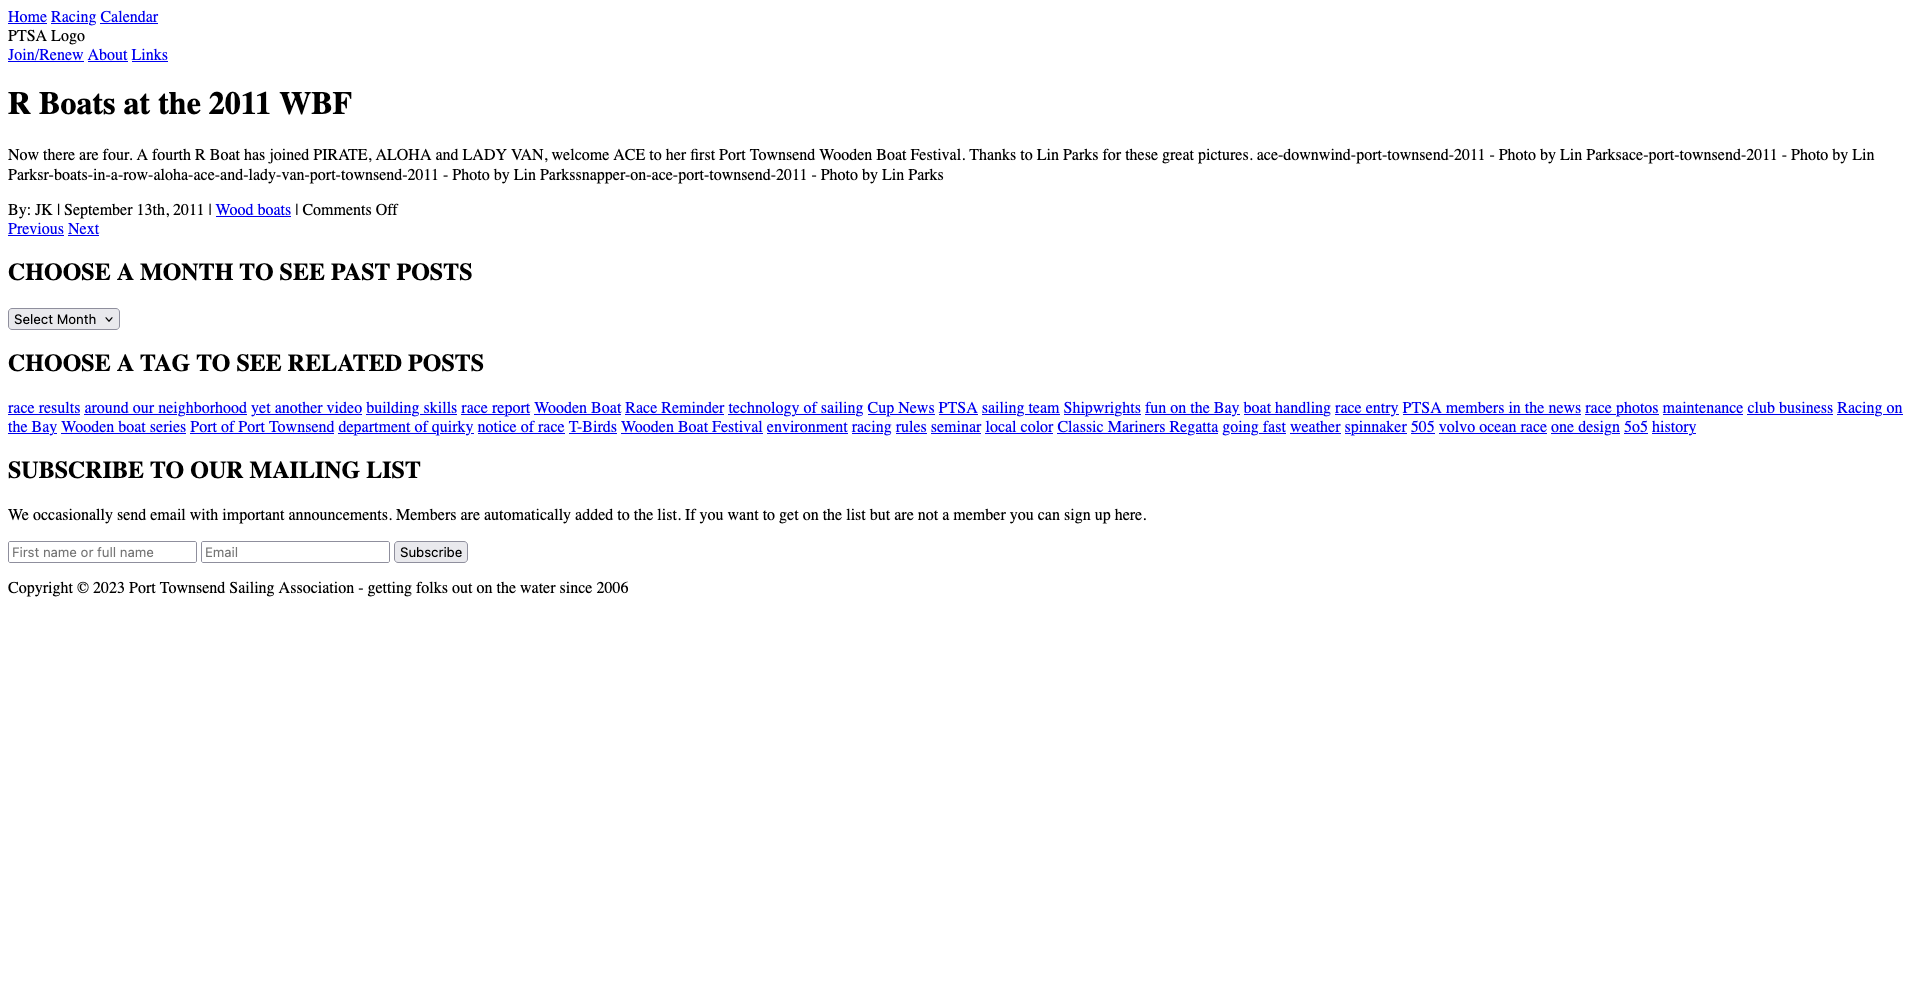 Home Racing Calendar
PTSA Logo
Join/Renew About Links
R Boats at the 2011 WBF
Now there are four. A fourth R Boat has joined PIRATE, ALOHA and LADY VAN, welcome ACE to her first Port Townsend Wooden Boat Festival. Thanks to Lin Parks for these great pictures. ace-downwind-port-townsend-2011 - Photo by Lin Parksace-port-townsend-2011 - Photo by Lin
Parksr-boats-in-a-row-aloha-ace-and-lady-van-port-townsend-2011 - Photo by Lin Parkssnapper-on-ace-port-townsend-2011 - Photo by Lin Parks
By: JK | September 13th, 2011 | Wood boats | Comments Off
Previous Next
CHOOSE A MONTH TO SEE PAST POSTS
Select Month
CHOOSE A TAG TO SEE RELATED POSTS
race results around our neighborhood yet another video building skills race report Wooden Boat Race Reminder technology of sailing Cup News PTSA sailing team Shipwrights fun on the Bay boat handling race entry PTSA members in the news race photos maintenance club business Racing on
the Bay Wooden boat series Port of Port Townsend department of quirky notice of race T-Birds Wooden Boat Festival environment racing rules seminar local color Classic Mariners Regatta going fast weather spinnaker 505 volvo ocean race one design 5o5 history
SUBSCRIBE TO OUR MAILING LIST
We occasionally send email with important announcements. Members are automatically added to the list. If you want to get on the list but are not a member you can sign up here.
First name or full name Email Subscribe
Copyright © 2023 Port Townsend Sailing Association - getting folks out on the water since 2006